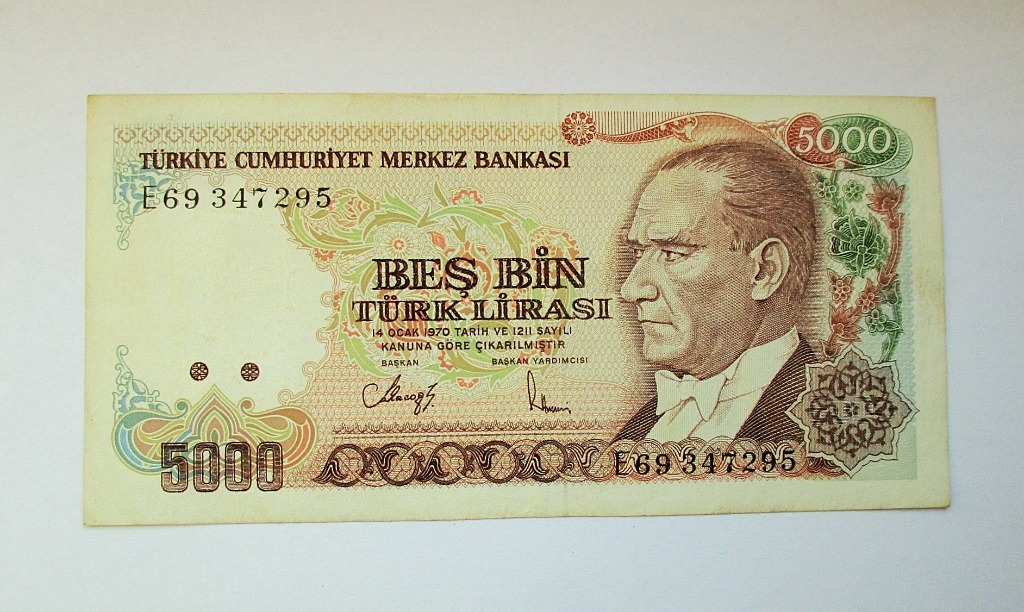 5000
TÜRKİYE CUMHURİYET MERKEZ BANKASI
E69 347295
BEŞ BİN
TÜRK LİRASI
14 OCAK 1970 TARİH VE 1211 SAYILI
KANUNA GÖRE ÇIKARILMIŞTIR
BAŞKAN BAŞKAN YARDIMCISI
5000
E69 347295